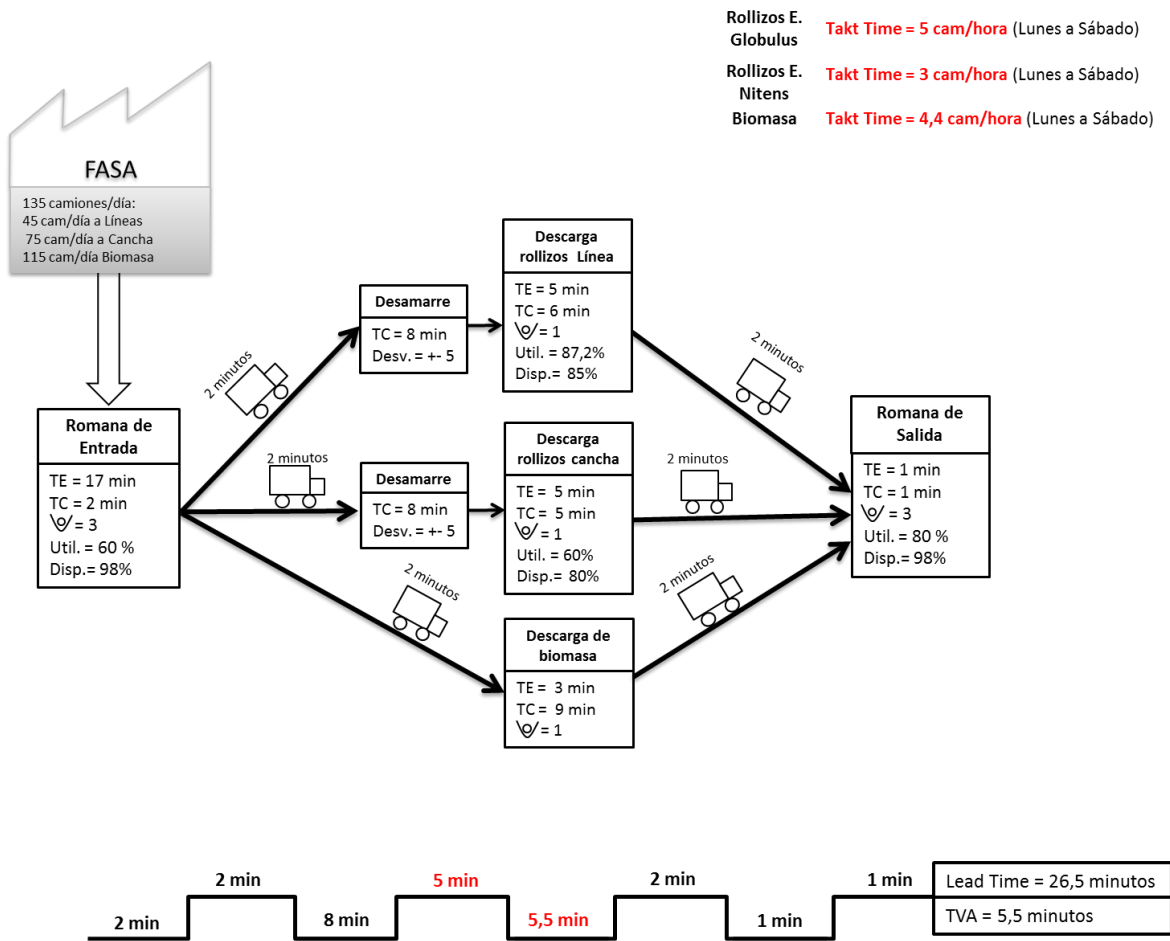 Rollizos E.
Globulus
Takt Time = 5 cam/hora (Lunes a Sábado)
Rollizos E.
Nitens
Takt Time = 3 cam/hora (Lunes a Sábado)
Biomasa
Takt Time = 4,4 cam/hora (Lunes a Sábado)
FASA
135 camiones/día:
45 cam/día a Líneas
75 cam/día a Cancha
115 cam/día Biomasa
Romana de
Entrada
TE = 17 min
TC = 2 min
= 3
Util. = 60 %
Disp.= 98%
2 minutos
Desamarre
TC = 8 min
Desv. = +- 5
Descarga
rollizos Línea
TE = 5 min
TC = 6 min
= 1
Util. = 87,2%
Disp.= 85%
2 minutos
2 minutos
Desamarre
TC = 8 min
Desv. = +- 5
Descarga
rollizos cancha
TE = 5 min
TC = 5 min
= 1
Util. = 60%
Disp.= 80%
2 minutos
2 minutos
Descarga de
biomasa
TE = 3 min
TC = 9 min
= 1
2 minutos
Romana de
Salida
TE = 1 min
TC = 1 min
= 3
Util. = 80 %
Disp.= 98%
2 min
2 min
8 min
5 min
5,5 min
2 min
1 min
1 min
Lead Time = 26,5 minutos
TVA = 5,5 minutos